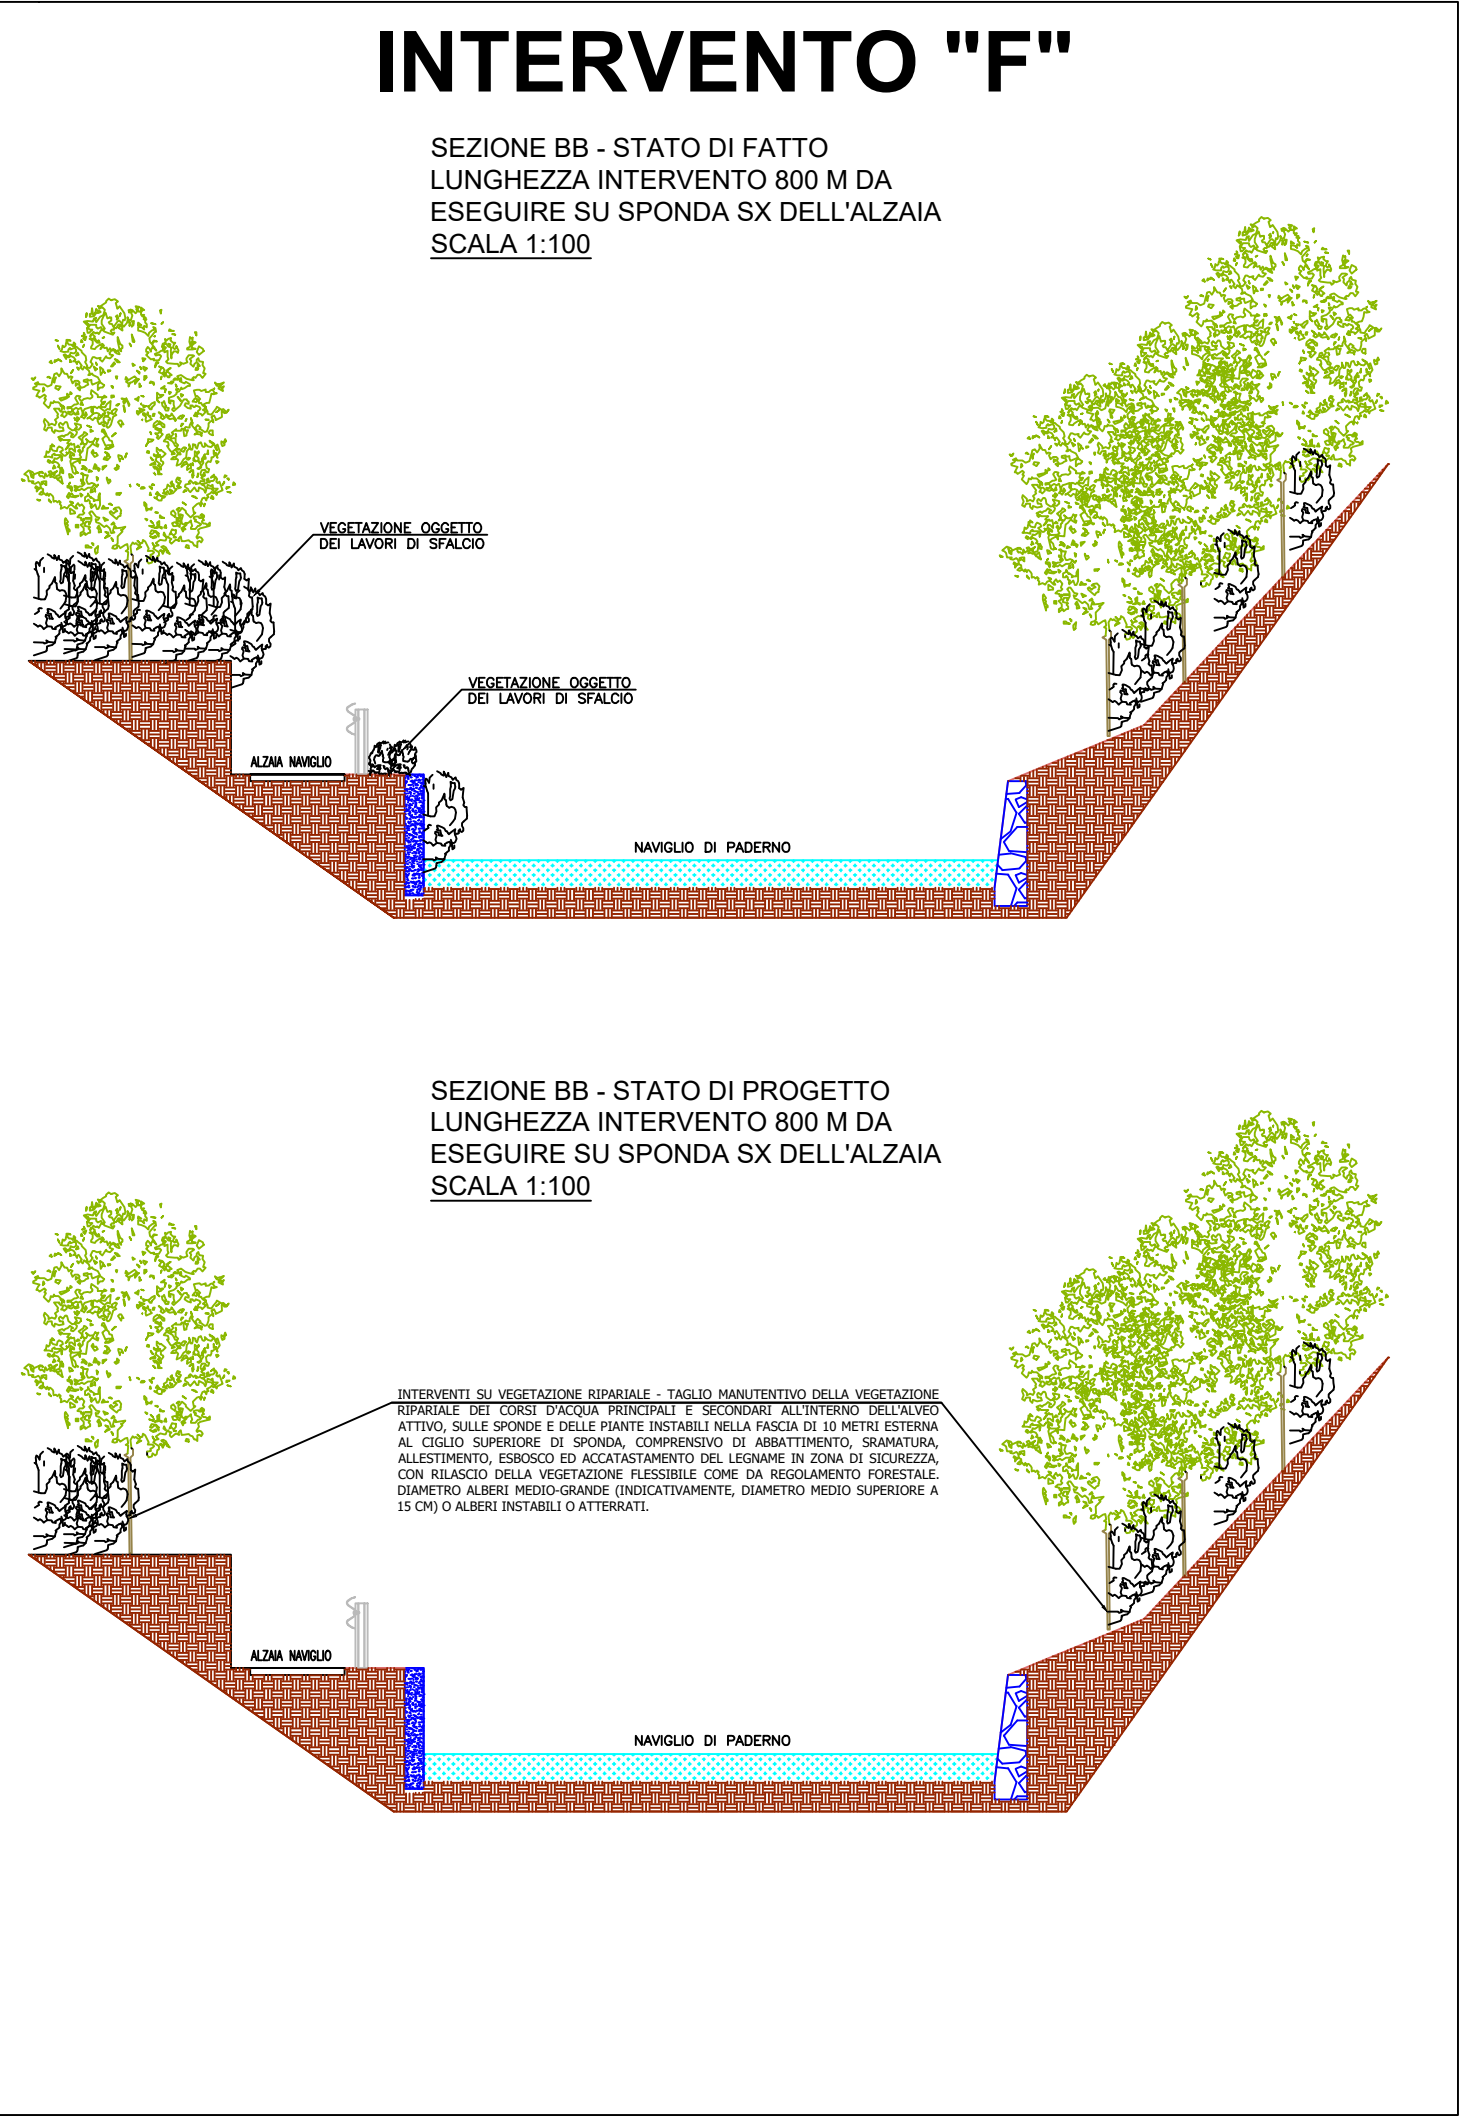 INTERVENTO "F"
SEZIONE BB - STATO DI FATTO
LUNGHEZZA INTERVENTO 800 M DA
ESEGUIRE SU SPONDA SX DELL'ALZAIA
SCALA 1:100
VEGETAZIONE OGGETTO
DEI LAVORI DI SFALCIO
VEGETAZIONE OGGETTO
DEI LAVORI DI SFALCIO
ALZAIA NAVIGLIO
NAVIGLIO DI PADERNO
SEZIONE BB - STATO DI PROGETTO
LUNGHEZZA INTERVENTO 800 M DA
ESEGUIRE SU SPONDA SX DELL'ALZAIA
SCALA 1:100
INTERVENTI SU VEGETAZIONE RIPARIALE - TAGLIO MANUTENTIVO DELLA VEGETAZIONE
RIPARIALE DEI CORSI D'ACQUA PRINCIPALI E SECONDARI ALL'INTERNO DELL'ALVEO
ATTIVO, SULLE SPONDE E DELLE PIANTE INSTABILI NELLA FASCIA DI 10 METRI ESTERNA
AL CIGLIO SUPERIORE DI SPONDA, COMPRENSIVO DI ABBATTIMENTO, SRAMATURA,
ALLESTIMENTO, ESBOSCO ED ACCATASTAMENTO DEL LEGNAME IN ZONA DI SICUREZZA,
CON RILASCIO DELLA VEGETAZIONE FLESSIBILE COME DA REGOLAMENTO FORESTALE.
DIAMETRO ALBERI MEDIO-GRANDE (INDICATIVAMENTE, DIAMETRO MEDIO SUPERIORE A
15 CM) O ALBERI INSTABILI O ATTERRATI.
ALZAIA NAVIGLIO
NAVIGLIO DI PADERNO